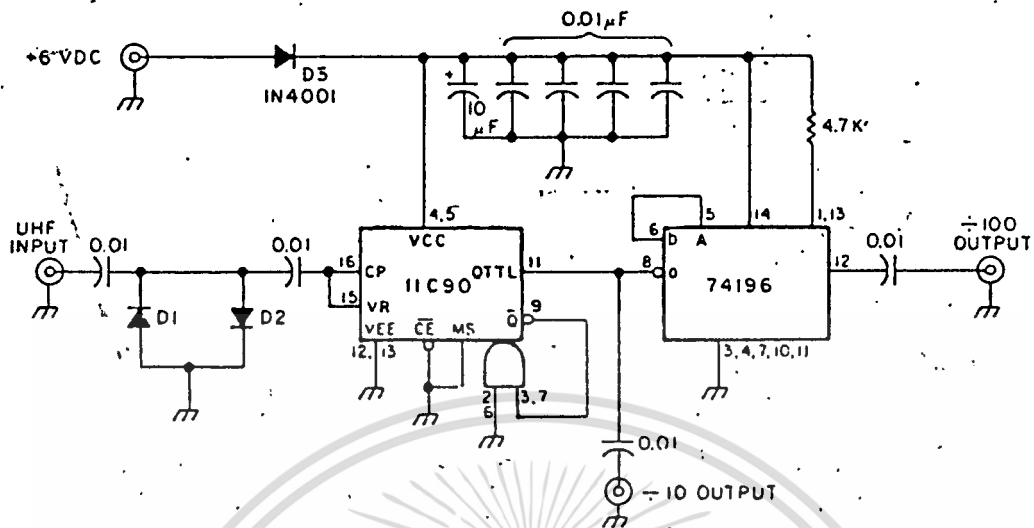 0.01µF
+6 VDC
D3
1N4001
+
10
µF
4.7K
4,5
5
14
1,13
UHF
INPUT
0.01
0.01
VCC
6
D
A
÷100
OUTPUT
0.01
16
CP
QTTL
11
8
0
12
11C90
74196
15
VR
Q
9
D1
D2
VEE
CE
MS
12, 13
2
6
3, 7
3,4,7,10,11
0.01
÷10 OUTPUT